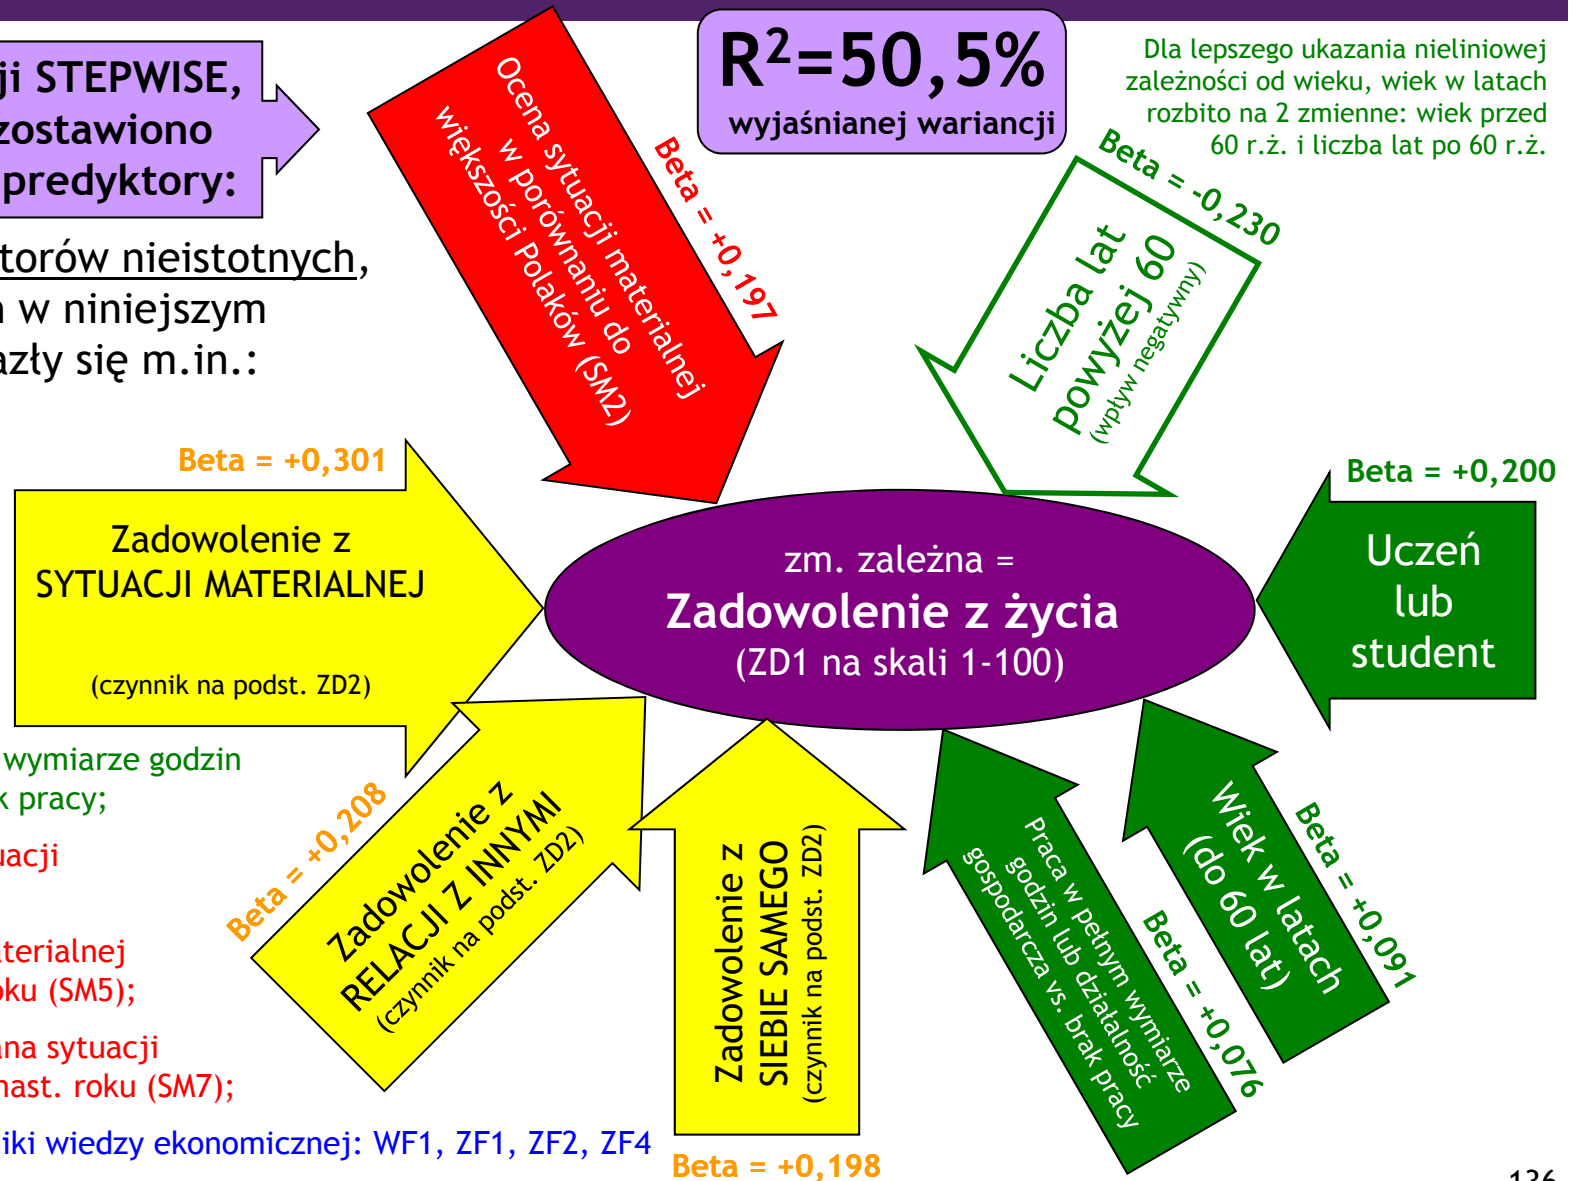 ji STEPWISE,
zostawiono
predyktory:
torów nieistotnych,
w niniejszym
azły się m.in.:
Ocena sytuacji materialnej
w porównaniu do
większości Polaków (SM2)
Beta = +0,197
R²=50,5%
wyjaśnianej wariancji
Dla lepszego ukazania nieliniowej
zależności od wieku, wiek w latach
rozbito na 2 zmienne: wiek przed
60 r.ż. i liczba lat po 60 r.ż.
Beta = -0,230
Liczba lat
powyżej 60
(wpływ negatywny)
Beta = +0,301
Zadowolenie z
SYTUACJI MATERIALNEJ
(czynnik na podst. ZD2)
zm. zależna =
Zadowolenie z życia
(ZD1 na skali 1-100)
Beta = +0,200
Uczeń
lub
student
wymiarze godzin
k pracy;
uacji
aterialnej
oku (SM5);
ana sytuacji
nast. roku (SM7);
iki wiedzy ekonomicznej: WF1, ZF1, ZF2, ZF4
Beta = +0,208
Zadowolenie z
RELACJI Z INNYMI
(czynnik na podst. ZD2)
Zadowolenie z
SIEBIE SAMEGO
(czynnik na podst. ZD2)
Beta = +0,198
Praca w pełnym wymiarze
godzin lub działalność
gospodarcza vs. brak pracy
Beta = +0,076
Wiek w latach
(do 60 lat)
Beta = +0,091
136